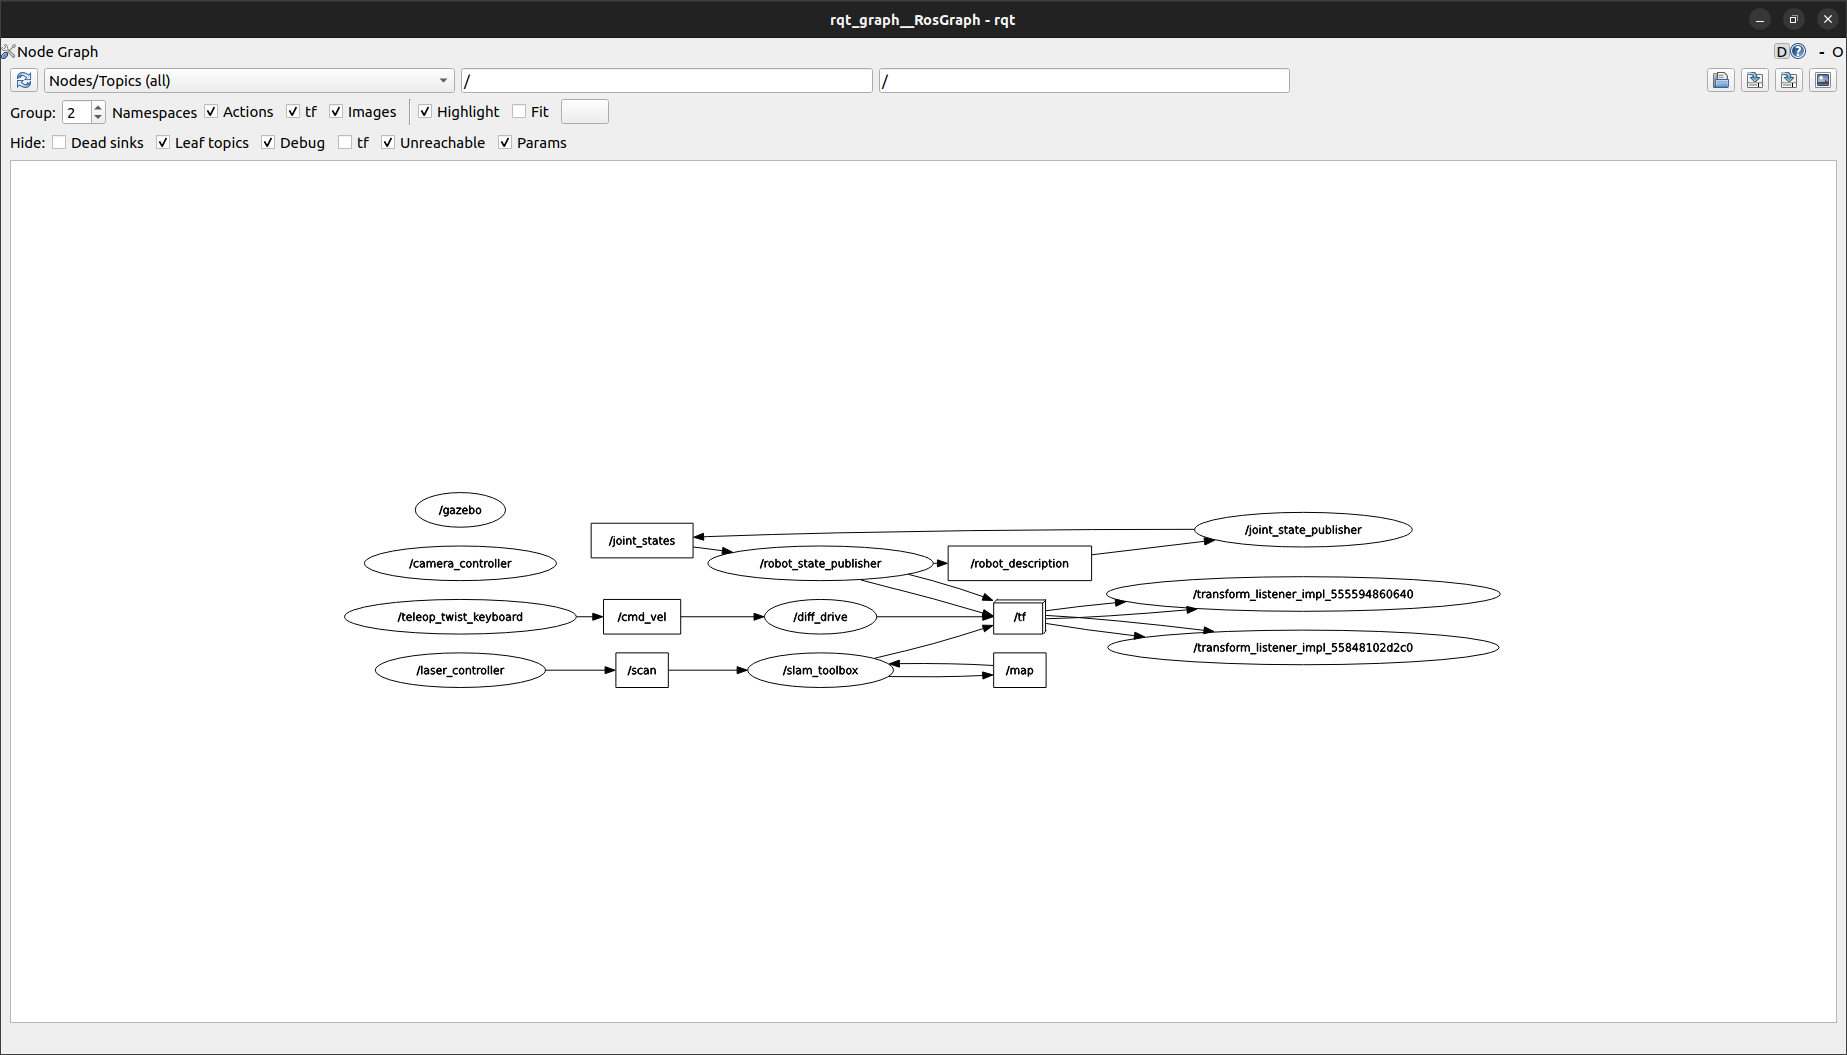 rqt_graph__RosGraph - rqt
Node Graph
D ? - O
Nodes/Topics (all) / /
Group: 2 Namespaces Actions tf Images Highlight Fit
Hide: Dead sinks Leaf topics Debug tf Unreachable Params
/gazebo
/joint_state_publisher
/joint_states
/camera_controller
/robot_state_publisher
/robot_description
/transform_listener_impl_555594860640
/teleop_twist_keyboard
/cmd_vel
/diff_drive
/tf
/transform_listener_impl_55848102d2c0
/laser_controller
/scan
/slam_toolbox
/map